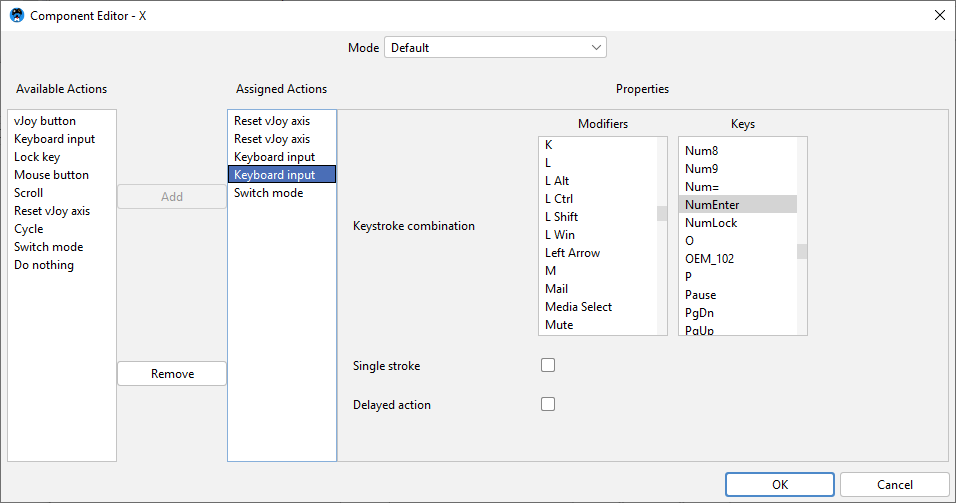 Component Editor - X
Mode Default
Available Actions
Assigned Actions
Properties
vJoy button
Keyboard input
Lock key
Mouse button
Scroll
Reset vJoy axis
Cycle
Switch mode
Do nothing
Add
Remove
Reset vJoy axis
Reset vJoy axis
Keyboard input
Keyboard input
Switch mode
Keystroke combination
Modifiers
K
L
L Alt
L Ctrl
L Shift
L Win
Left Arrow
M
Mail
Media Select
Mute
Keys
Num8
Num9
Num=
NumEnter
NumLock
O
OEM_102
P
Pause
PgDn
PgUp
Single stroke
Delayed action
OK
Cancel